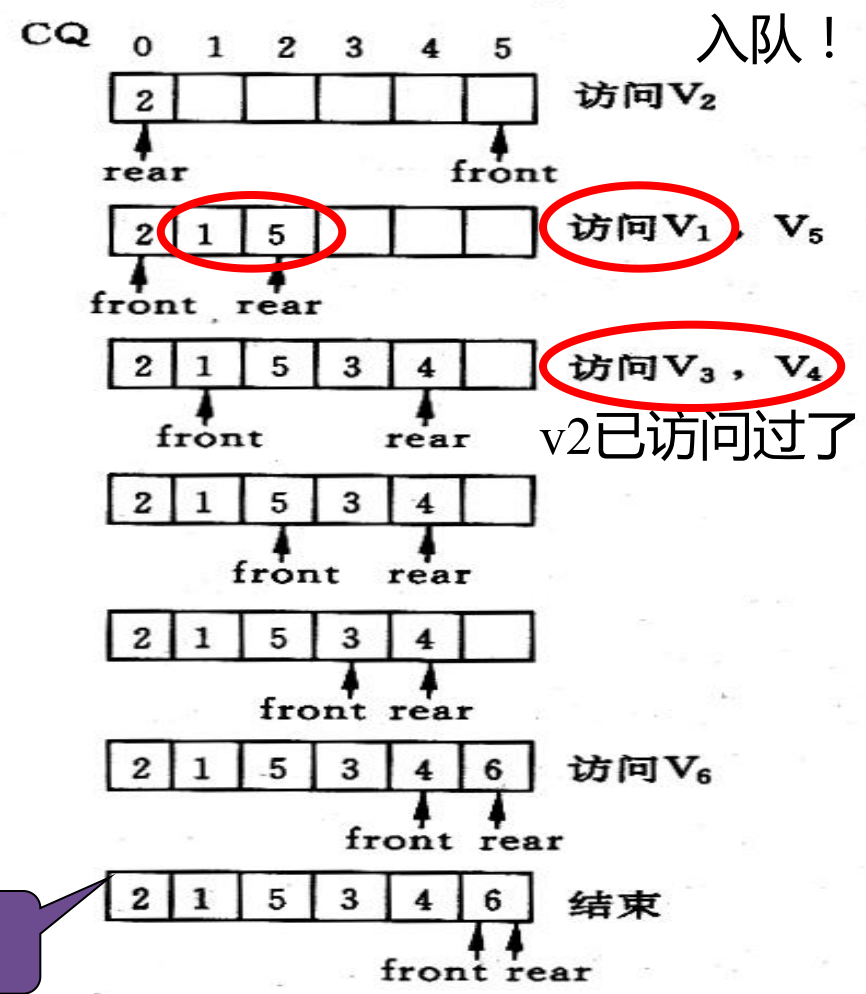 CQ 0 1 2 3 4 5 入队！
2 访问V₂
rear front
2 1 5 访问V₁，V₅
front rear
2 1 5 3 4 访问V₃，V₄
front rear v2已访问过了
2 1 5 3 4
front rear
2 1 5 3 4
front rear
2 1 5 3 4 6 访问V₆
front rear
2 1 5 3 4 6 结束
front rear